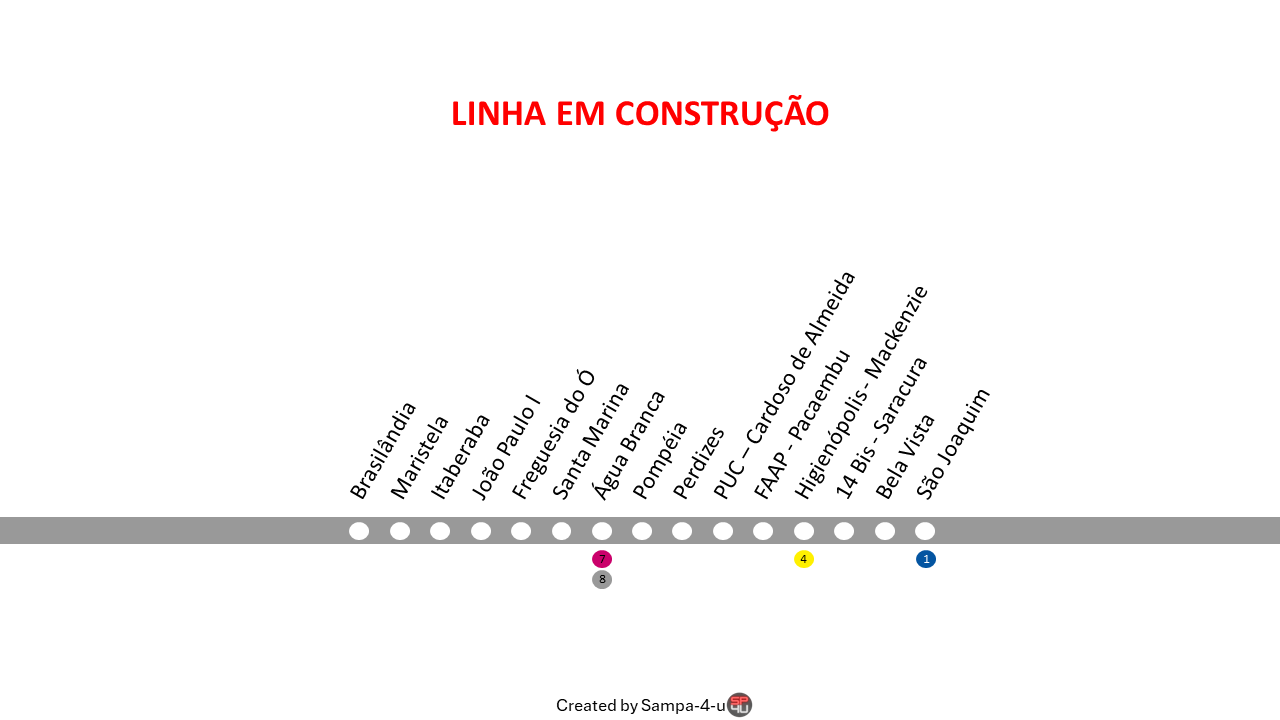 LINHA EM CONSTRUÇÃO
Brasilândia
Maristela
Itaberaba
João Paulo I
Freguesia do Ó
Santa Marina
Água Branca
Pompéia
Perdizes
PUC – Cardoso de Almeida
FAAP - Pacaembu
Higienópolis - Mackenzie
14 Bis - Saracura
Bela Vista
São Joaquim
7
4
1
8
Created by Sampa-4-u
SP
4U